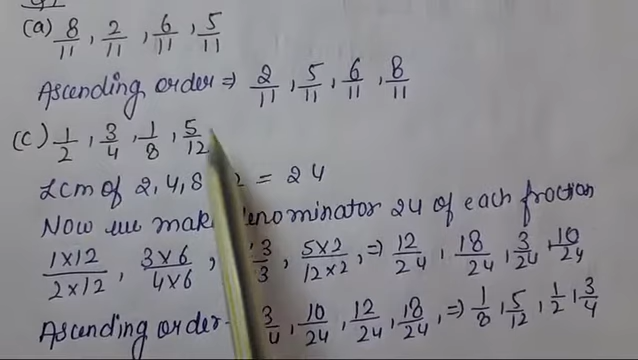 (a) 8/11, 2/11, 6/11, 5/11
Ascending order ⇒ 2/11, 5/11, 6/11, 8/11
(c) 1/2, 3/4, 1/8, 5/12
Lcm of 2, 4, 8 2 = 24
Now we mak enominator 24 of each fraction
1×12/2×12, 3×6/4×6, 3/3, 5×2/12×2, ⇒ 12/24, 18/24, 3/24, 10/24
Ascending order 3/4, 10/24, 12/24, 18/24, ⇒ 1/8, 5/12, 1/2, 3/4